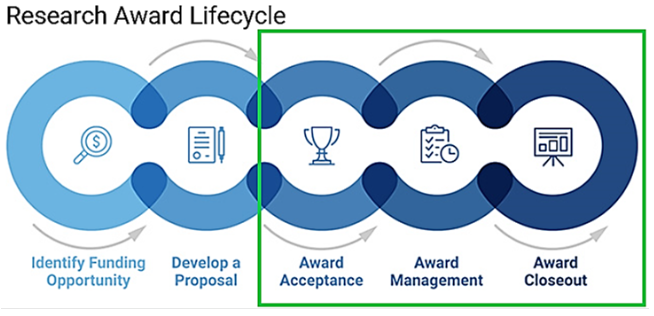 Research Award Lifecycle
$
Identify Funding
Opportunity
Develop a
Proposal
Award
Acceptance
Award
Management
Award
Closeout